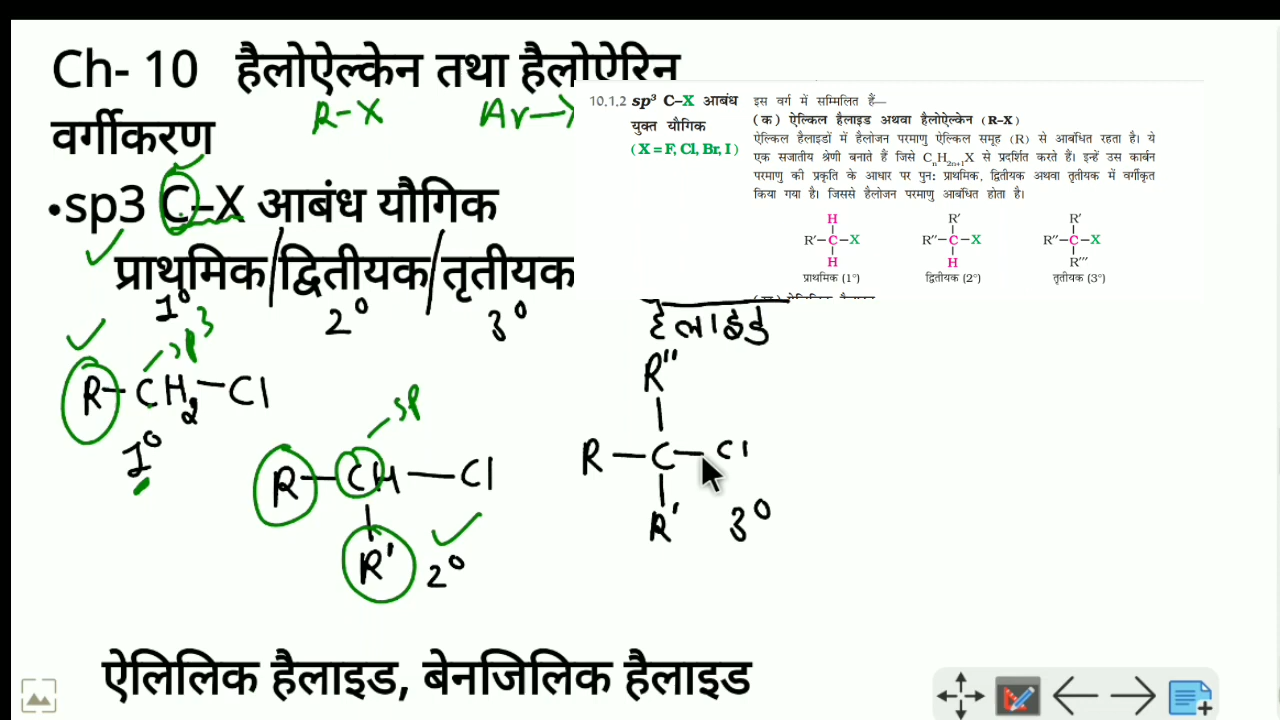 Ch- 10 हैलोऐल्केन तथा हैलोऐरिन
R-X Ar→
वर्गीकरण
•sp3 C–X आबंध यौगिक
प्राथमिक/द्वितीयक/तृतीयक
1° 2° 3°
10.1.2 sp³ C–X आबंध
युक्त यौगिक
( X = F, Cl, Br, I )
इस वर्ग में सम्मिलित हैं—
(क) ऐल्किल हैलाइड अथवा हैलोऐल्केन (R–X)
ऐल्किल हैलाइडों में हैलोजन परमाणु ऐल्किल समूह (R) से आबंधित रहता है। ये
एक सजातीय श्रेणी बनाते हैं जिसे CₙH₂ₙ₊₁X से प्रदर्शित करते हैं। इन्हें उस कार्बन
परमाणु की प्रकृति के आधार पर पुन: प्राथमिक, द्वितीयक अथवा तृतीयक में वर्गीकृत
किया गया है। जिससे हैलोजन परमाणु आबंधित होता है।
H R′ R′
R′–C–X R″–C–X R″–C–X
H H R‴
प्राथमिक (1°) द्वितीयक (2°) तृतीयक (3°)
हैलाइड
sp3
R-CH₂-Cl
1°
sp
R-CH-Cl
R' 2°
R"
R-C-Cl
R' 3°
ऐलिलिक हैलाइड, बेनजिलिक हैलाइड